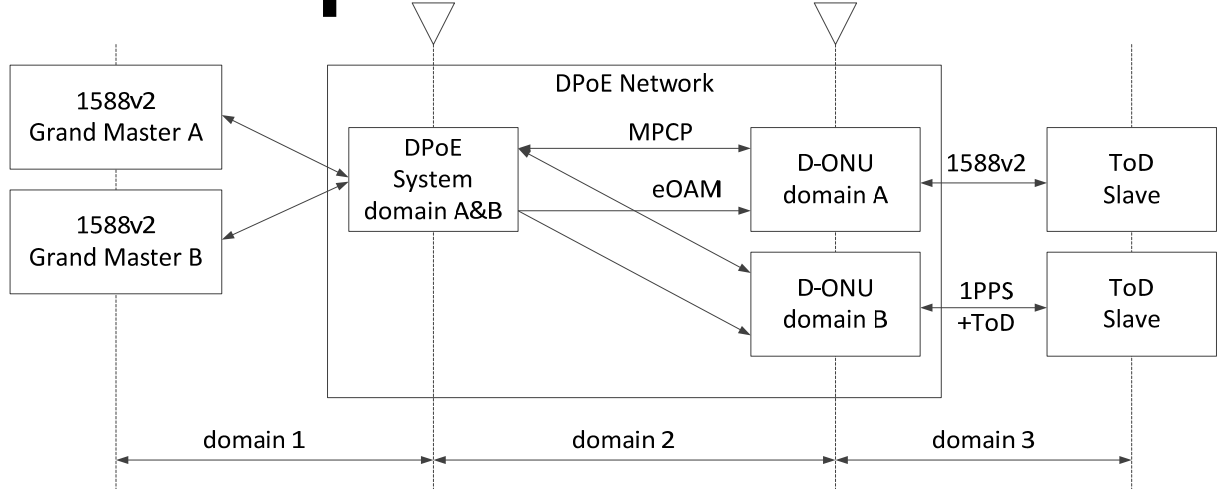 DPoE Network
1588v2
Grand Master A
1588v2
Grand Master B
DPoE
System
domain A&B
MPCP
eOAM
D-ONU
domain A
D-ONU
domain B
1588v2
1PPS
+ToD
ToD
Slave
ToD
Slave
domain 1
domain 2
domain 3